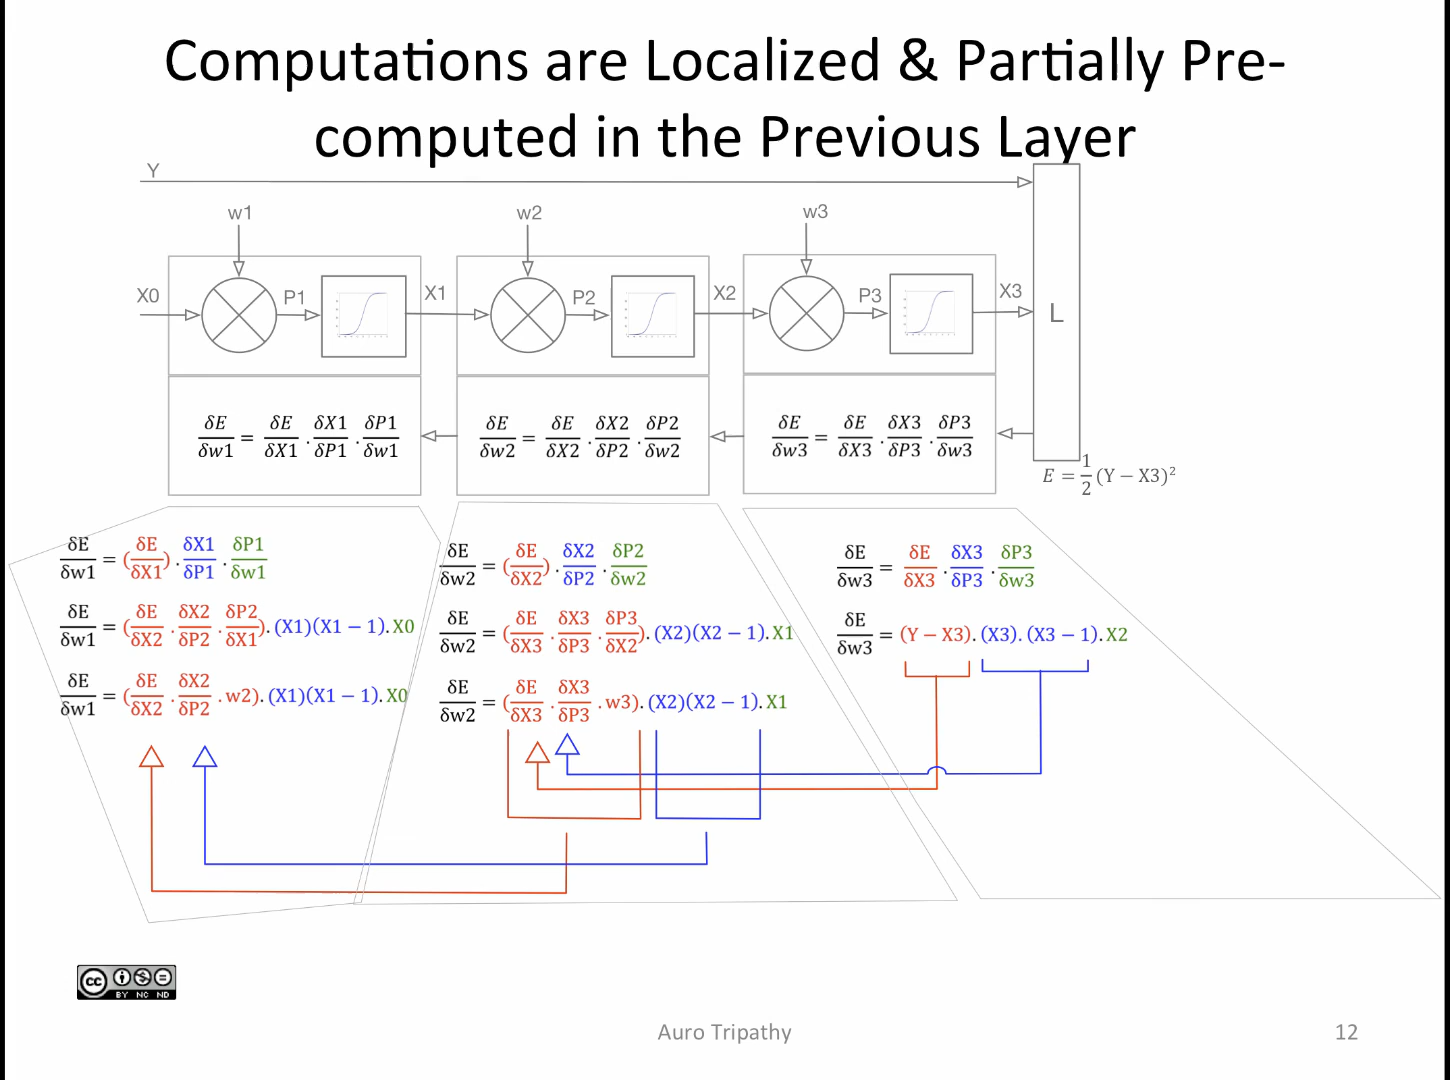 Computations are Localized & Partially Pre-
computed in the Previous Layer
Y
w1 w2 w3
X0 P1 X1 P2 X2 P3 X3
L
δE/δw1 = δE/δX1 . δX1/δP1 . δP1/δw1
δE/δw2 = δE/δX2 . δX2/δP2 . δP2/δw2
δE/δw3 = δE/δX3 . δX3/δP3 . δP3/δw3
E = 1/2 (Y − X3)²
δE/δw1 = (δE/δX1) . δX1/δP1 . δP1/δw1
δE/δw1 = (δE/δX2 . δX2/δP2 . δP2/δX1). (X1)(X1 − 1). X0
δE/δw1 = (δE/δX2 . δX2/δP2 . w2). (X1)(X1 − 1). X0
δE/δw2 = (δE/δX2) . δX2/δP2 . δP2/δw2
δE/δw2 = (δE/δX3 . δX3/δP3 . δP3/δX2). (X2)(X2 − 1). X1
δE/δw2 = (δE/δX3 . δX3/δP3 . w3). (X2)(X2 − 1). X1
δE/δw3 = δE/δX3 . δX3/δP3 . δP3/δw3
δE/δw3 = (Y − X3). (X3). (X3 − 1). X2
cc
BY NC ND
Auro Tripathy
12